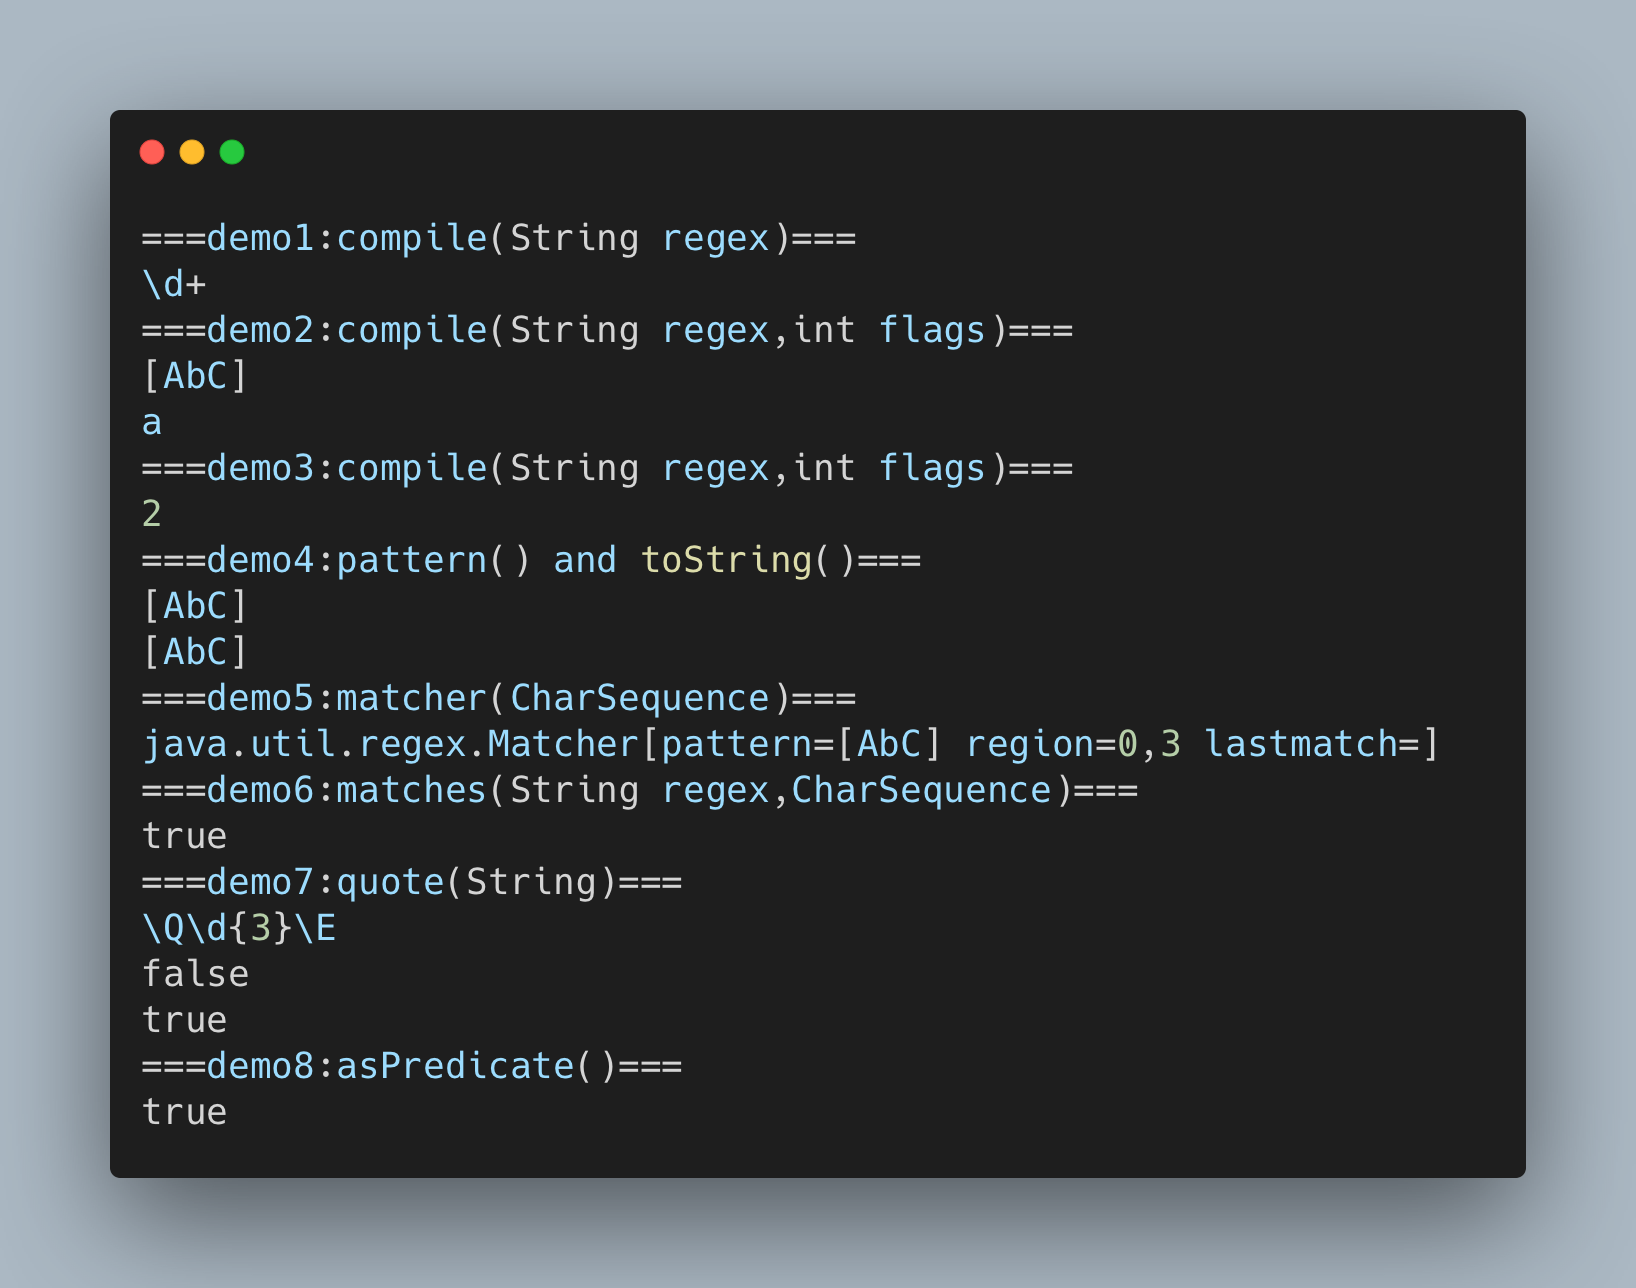 ===demo1:compile(String regex)===
\d+
===demo2:compile(String regex,int flags)===
[AbC]
a
===demo3:compile(String regex,int flags)===
2
===demo4:pattern() and toString()===
[AbC]
[AbC]
===demo5:matcher(CharSequence)===
java.util.regex.Matcher[pattern=[AbC] region=0,3 lastmatch=]
===demo6:matches(String regex,CharSequence)===
true
===demo7:quote(String)===
\Q\d{3}\E
false
true
===demo8:asPredicate()===
true